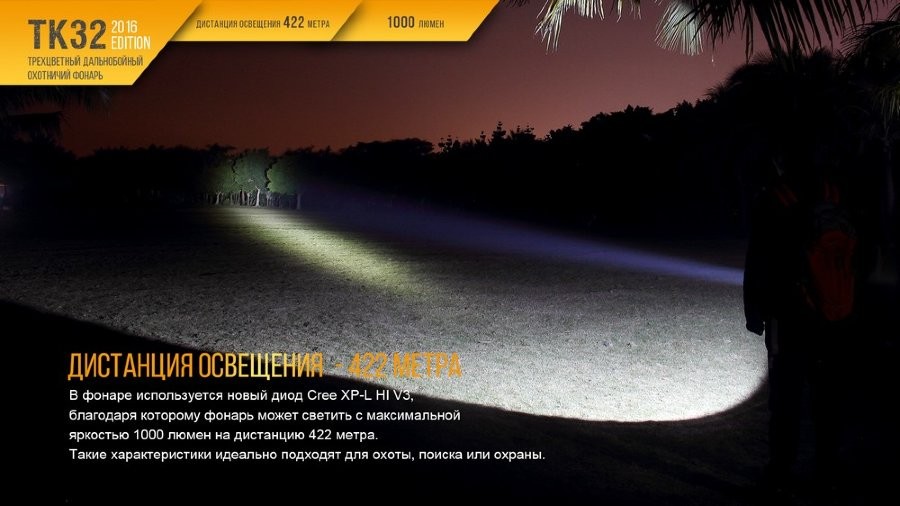 TK32 2016 EDITION
ТРЕХЦВЕТНЫЙ ДАЛЬНОБОЙНЫЙ
ОХОТНИЧИЙ ФОНАРЬ
ДИСТАНЦИЯ ОСВЕЩЕНИЯ 422 МЕТРА
1000 ЛЮМЕН
ДИСТАНЦИЯ ОСВЕЩЕНИЯ - 422 МЕТРА
В фонаре используется новый диод Cree XP-L HI V3,
благодаря которому фонарь может светить с максимальной
яркостью 1000 люмен на дистанцию 422 метра.
Такие характеристики идеально подходят для охоты, поиска или охраны.